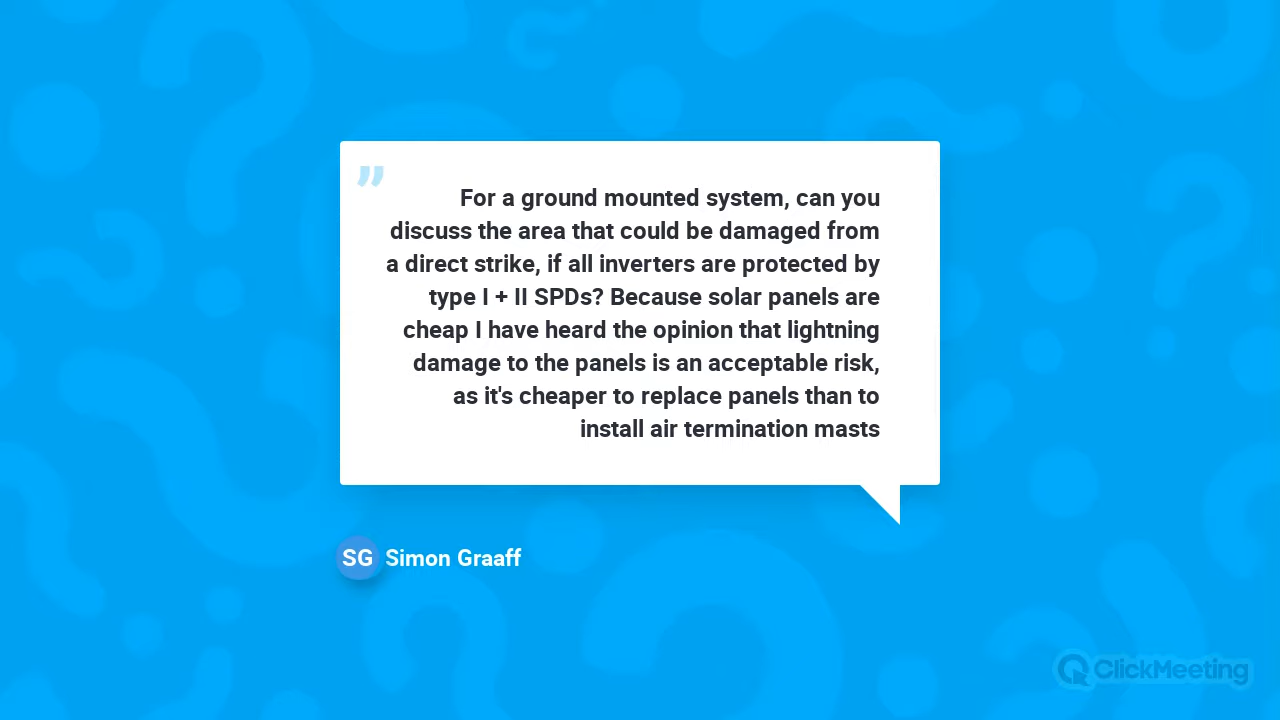 ”
For a ground mounted system, can you
discuss the area that could be damaged from
a direct strike, if all inverters are protected by
type I + II SPDs? Because solar panels are
cheap I have heard the opinion that lightning
damage to the panels is an acceptable risk,
as it's cheaper to replace panels than to
install air termination masts
SG Simon Graaff
ClickMeeting